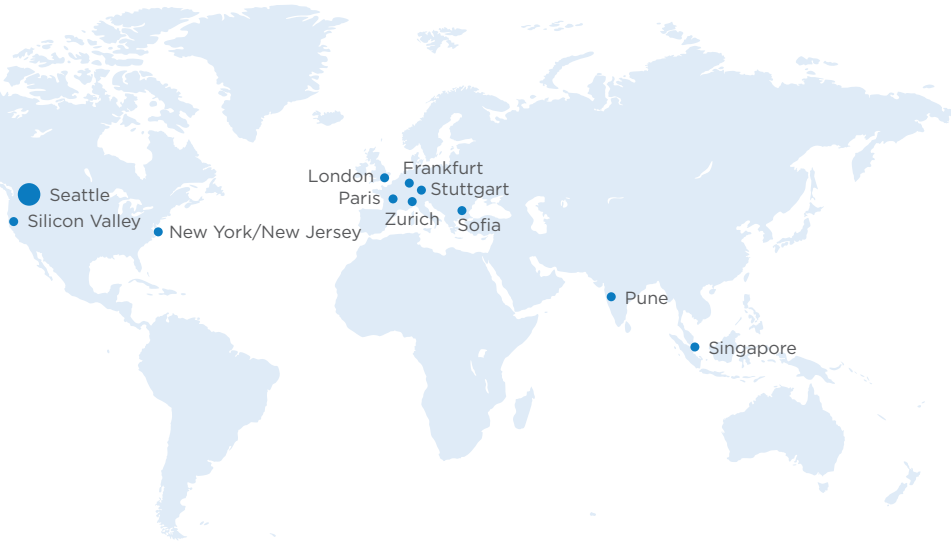 London
Frankfurt
Paris
Stuttgart
Seattle
Zurich
Silicon Valley
Sofia
New York/New Jersey
Pune
Singapore